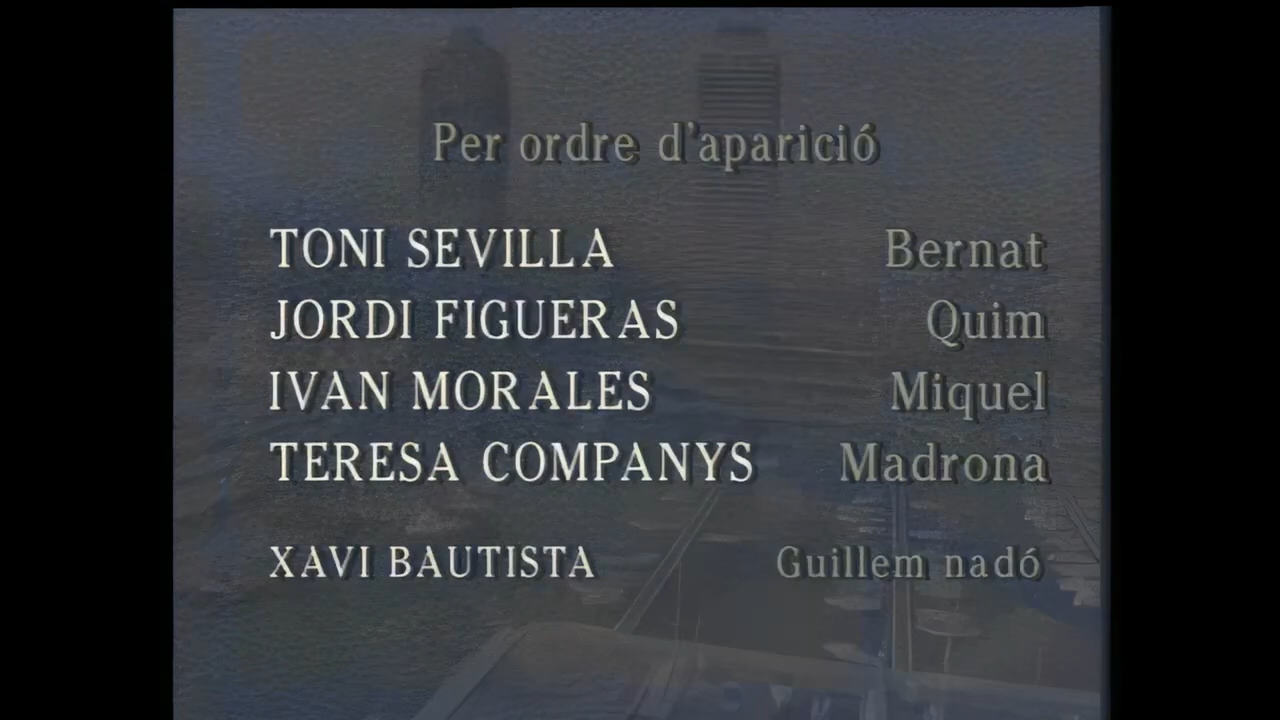 Per ordre d'aparició
TONI SEVILLA Bernat
JORDI FIGUERAS Quim
IVAN MORALES Miquel
TERESA COMPANYS Madrona
XAVI BAUTISTA Guillem nadó